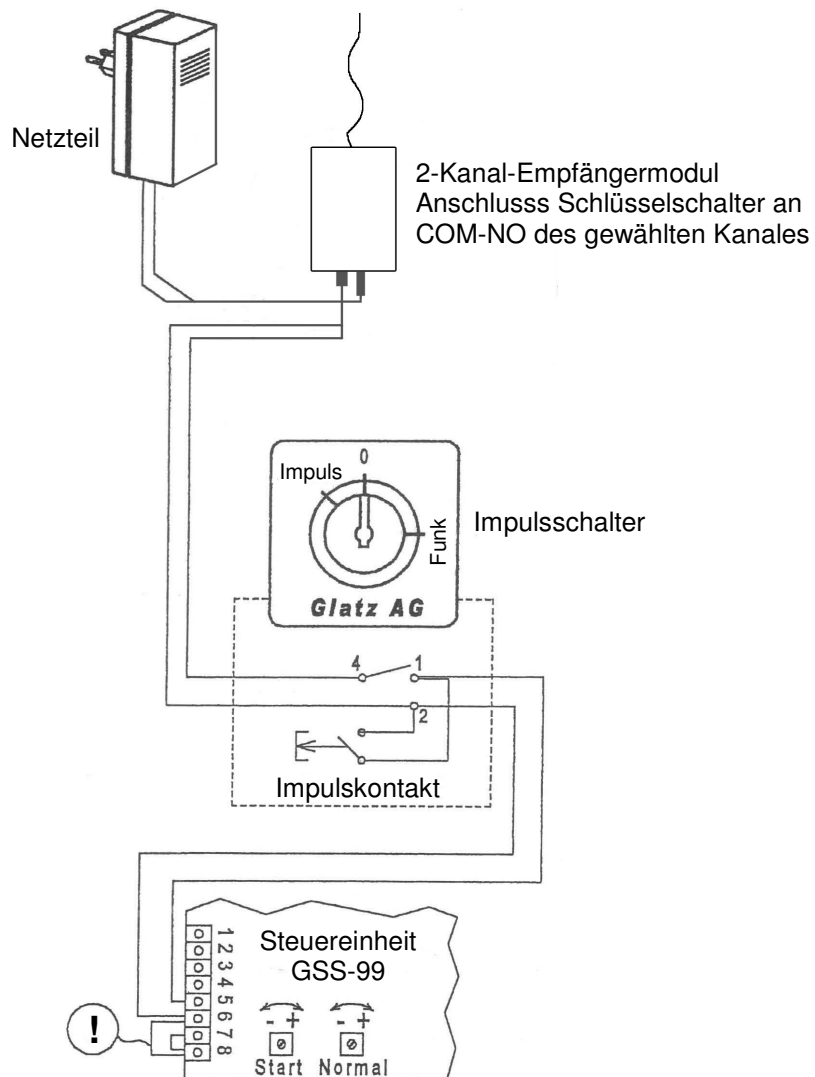 Netzteil
2-Kanal-Empfängermodul
Anschlusss Schlüsselschalter an
COM-NO des gewählten Kanales
0
Impuls
Funk
Impulsschalter
Glatz AG
4 1
2
Impulskontakt
Steuereinheit
GSS-99
1
2
3
4
5
6
7
8
!
- + - +
Start Normal